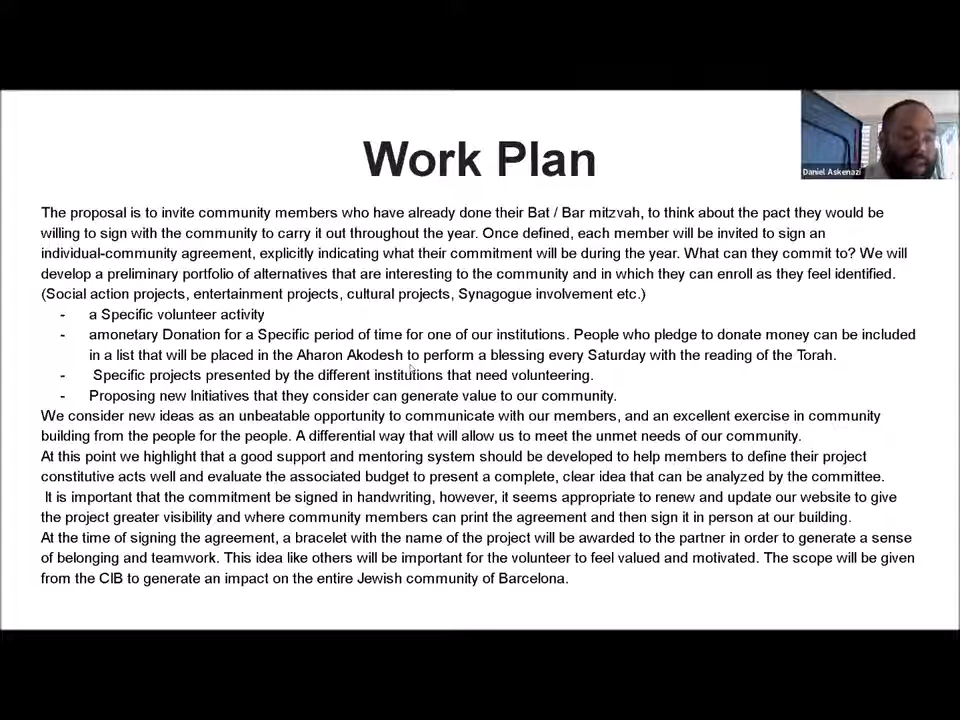 Work Plan
Daniel Askenazi
The proposal is to invite community members who have already done their Bat / Bar mitzvah, to think about the pact they would be
willing to sign with the community to carry it out throughout the year. Once defined, each member will be invited to sign an
individual-community agreement, explicitly indicating what their commitment will be during the year. What can they commit to? We will
develop a preliminary portfolio of alternatives that are interesting to the community and in which they can enroll as they feel identified.
(Social action projects, entertainment projects, cultural projects, Synagogue involvement etc.)
- a Specific volunteer activity
- amonetary Donation for a Specific period of time for one of our institutions. People who pledge to donate money can be included
in a list that will be placed in the Aharon Akodesh to perform a blessing every Saturday with the reading of the Torah.
- Specific projects presented by the different institutions that need volunteering.
- Proposing new Initiatives that they consider can generate value to our community.
We consider new ideas as an unbeatable opportunity to communicate with our members, and an excellent exercise in community
building from the people for the people. A differential way that will allow us to meet the unmet needs of our community.
At this point we highlight that a good support and mentoring system should be developed to help members to define their project
constitutive acts well and evaluate the associated budget to present a complete, clear idea that can be analyzed by the committee.
It is important that the commitment be signed in handwriting, however, it seems appropriate to renew and update our website to give
the project greater visibility and where community members can print the agreement and then sign it in person at our building.
At the time of signing the agreement, a bracelet with the name of the project will be awarded to the partner in order to generate a sense
of belonging and teamwork. This idea like others will be important for the volunteer to feel valued and motivated. The scope will be given
from the CIB to generate an impact on the entire Jewish community of Barcelona.